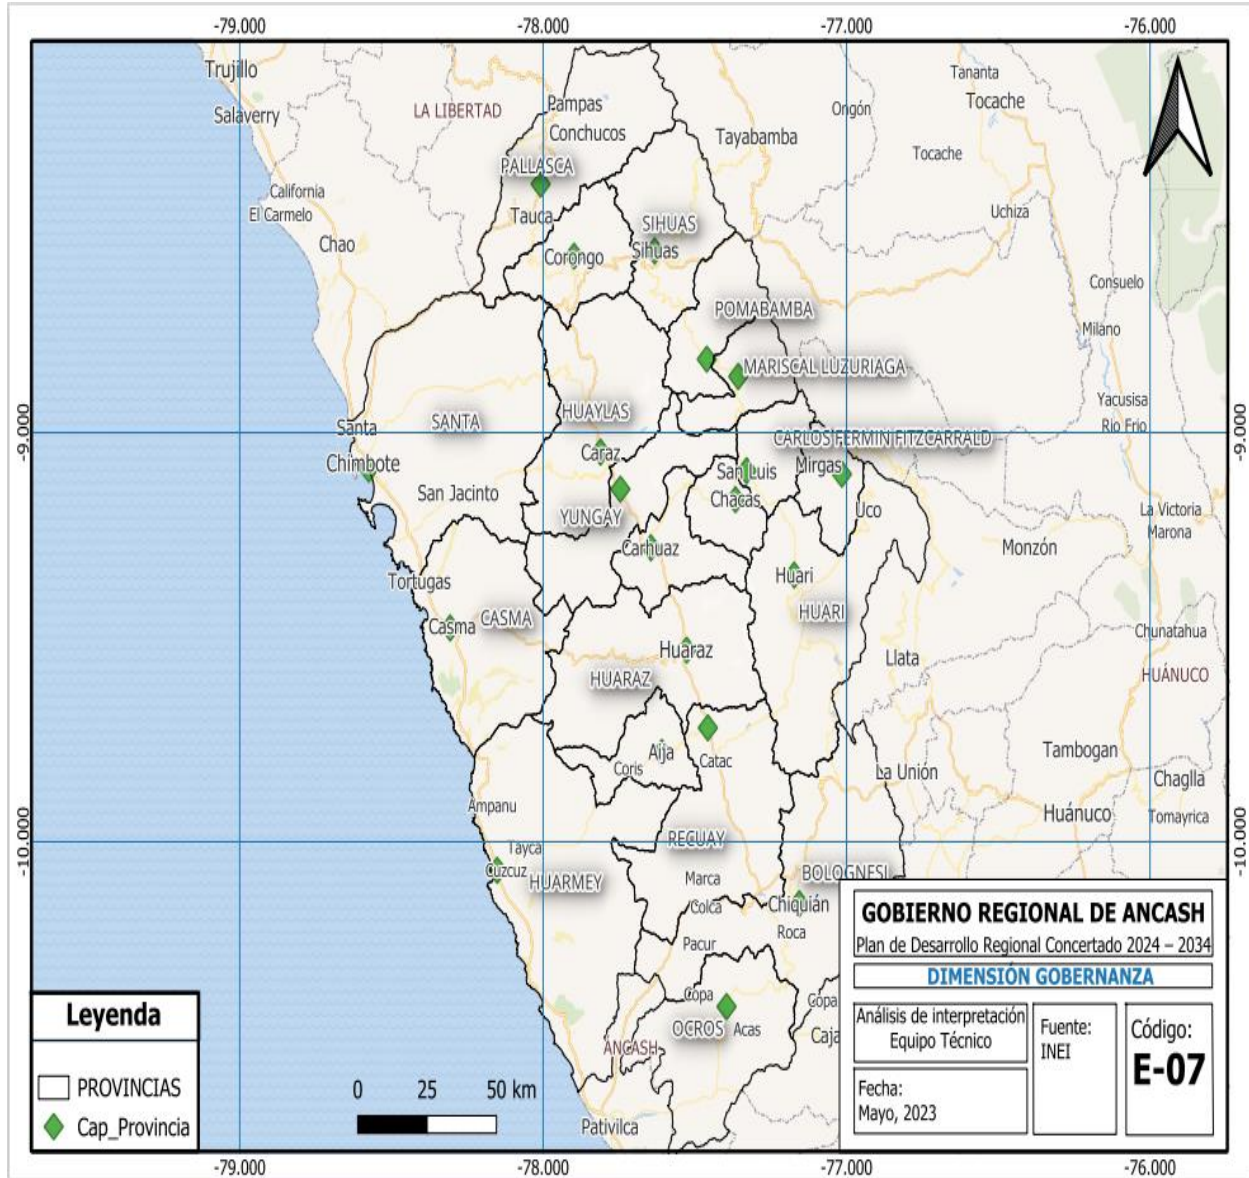 -79.000
-78.000
-77.000
-76.000
Trujillo
Salaverry
LA LIBERTAD
Pampas
Conchucos
Tayabamba
Ongón
Tananta
Tocache
Tocache
PALLASCA
Tauca
California
El Carmelo
Chao
SIHUAS
Sihuas
Corongo
Uchiza
Consuelo
POMABAMBA
Milano
MARISCAL LUZURIAGA
Yacusisa
Rio Frio
-9.000
-9.000
Santa
SANTA
HUAYLAS
Caraz
CARLOS FERMIN FITZCARRALD
Chimbote
San Luis
Mirgas
San Jacinto
Chacas
Uco
YUNGAY
La Victoria
Marona
Carhuaz
Monzón
Tortugas
Huari
CASMA
Casma
HUARI
Chunatahua
Huaraz
Llata
HUARAZ
HUÁNUCO
Aija
Coris
Catac
Tambogan
La Unión
Chaglla
Ampanu
Huánuco
Tomayrica
-10.000
-10.000
RECUAY
Tayca
Cuzcuz
HUARMEY
Marca
BOLOGNESI
Colca
Chiquián
Roca
Pacur
Copa
Copa
OCROS
Acas
Caja
ÁNCASH
Pativilca
Leyenda
PROVINCIAS
Cap_Provincia
0 25 50 km
GOBIERNO REGIONAL DE ANCASH
Plan de Desarrollo Regional Concertado 2024 – 2034
DIMENSIÓN GOBERNANZA
Análisis de interpretación
Equipo Técnico
Fecha:
Mayo, 2023
Fuente:
INEI
Código:
E-07
-79.000
-78.000
-77.000
-76.000